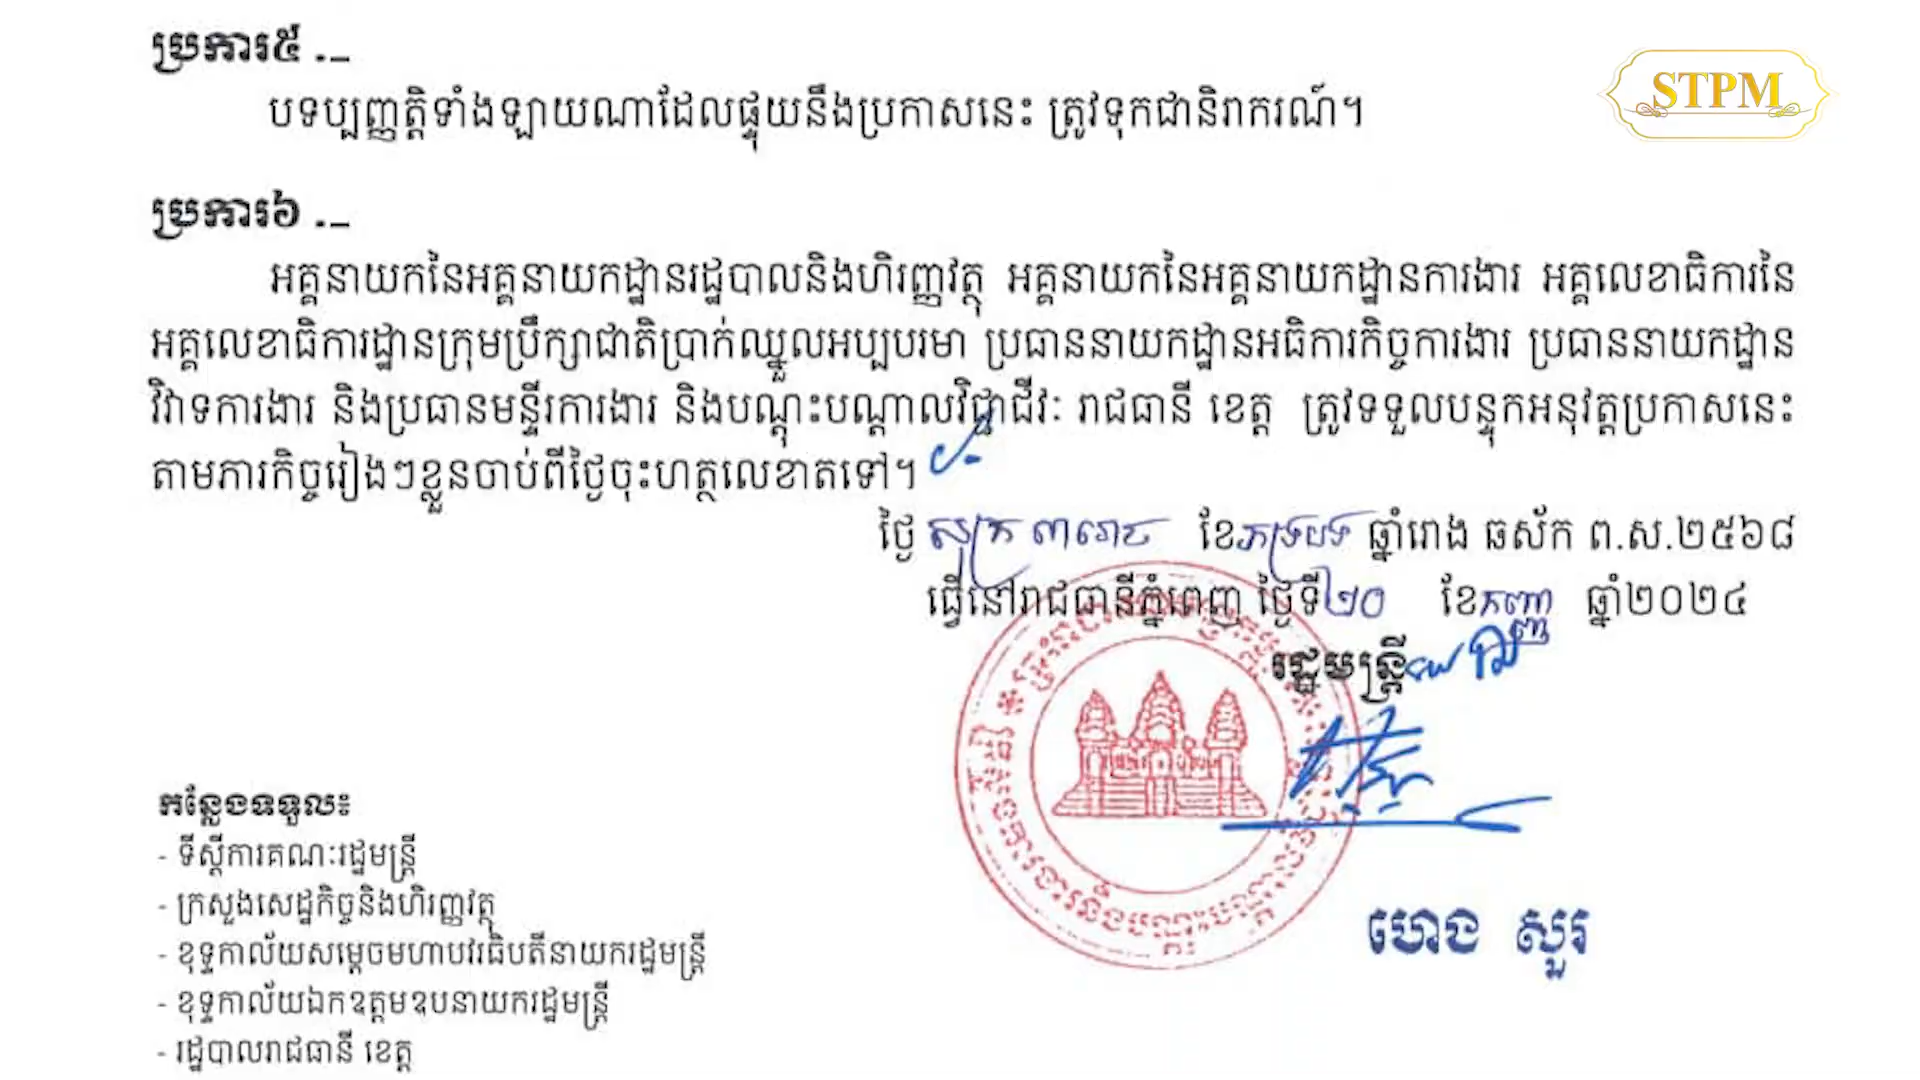 ប្រការ៥ ._
STPM
បទប្បញ្ញត្តិទាំងឡាយណាដែលផ្ទុយនឹងប្រកាសនេះ ត្រូវទុកជានិរាករណ៍។
ប្រការ៦ ._
អគ្គនាយកនៃអគ្គនាយកដ្ឋានរដ្ឋបាលនិងហិរញ្ញវត្ថុ អគ្គនាយកនៃអគ្គនាយកដ្ឋានការងារ អគ្គលេខាធិការនៃ
អគ្គលេខាធិការដ្ឋានក្រុមប្រឹក្សាជាតិប្រាក់ឈ្នួលអប្បបរមា ប្រធាននាយកដ្ឋានអធិការកិច្ចការងារ ប្រធាននាយកដ្ឋាន
វិវាទការងារ និងប្រធានមន្ទីរការងារ និងបណ្តុះបណ្តាលវិជ្ជាជីវៈ រាជធានី ខេត្ត ត្រូវទទួលបន្ទុកអនុវត្តប្រកាសនេះ
តាមភារកិច្ចរៀងៗខ្លួនចាប់ពីថ្ងៃចុះហត្ថលេខាតទៅ។
ថ្ងៃ សុក្រ ៣រោច ខែភទ្របទ ឆ្នាំរោង ឆស័ក ព.ស.២៥៦៨
ធ្វើនៅរាជធានីភ្នំពេញ ថ្ងៃទី២០ ខែកញ្ញា ឆ្នាំ២០២៤
រដ្ឋមន្ត្រី
ហេង សួរ
កន្លែងទទួល៖
- ទីស្តីការគណៈរដ្ឋមន្ត្រី
- ក្រសួងសេដ្ឋកិច្ចនិងហិរញ្ញវត្ថុ
- ខុទ្ទកាល័យសម្តេចមហាបវរធិបតីនាយករដ្ឋមន្ត្រី
- ខុទ្ទកាល័យឯកឧត្តមឧបនាយករដ្ឋមន្ត្រី
- រដ្ឋបាលរាជធានី ខេត្ត